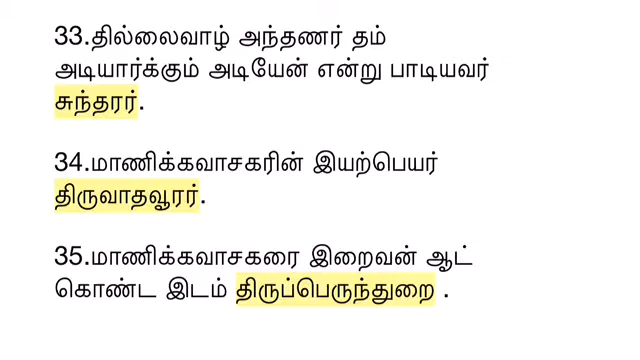 33.தில்லைவாழ் அந்தணர் தம்
அடியார்க்கும் அடியேன் என்று பாடியவர்
சுந்தரர்.
34.மாணிக்கவாசகரின் இயற்பெயர்
திருவாதவூரர்.
35.மாணிக்கவாசகரை இறைவன் ஆட்
கொண்ட இடம் திருப்பெருந்துறை .